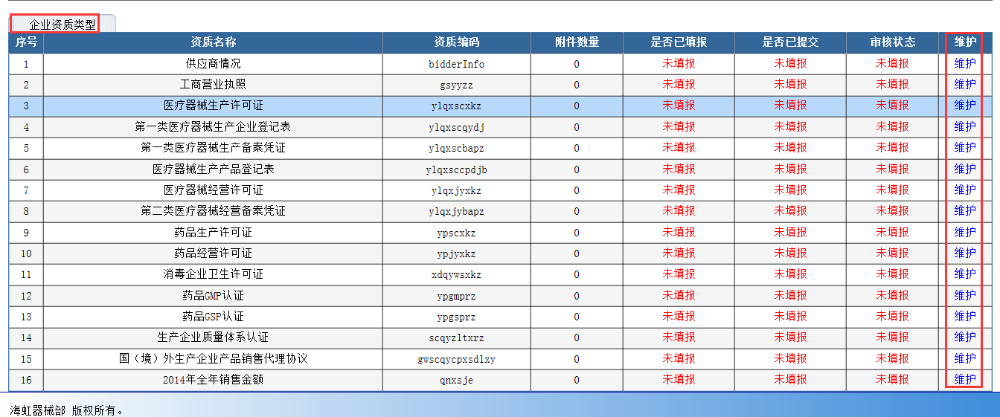 企业资质类型
序号 资质名称 资质编码 附件数量 是否已填报 是否已提交 审核状态 维护
1 供应商情况 bidderInfo 0 未填报 未填报 未填报 维护
2 工商营业执照 gsyyzz 0 未填报 未填报 未填报 维护
3 医疗器械生产许可证 ylqxscxkz 0 未填报 未填报 未填报 维护
4 第一类医疗器械生产企业登记表 ylqxscqydj 0 未填报 未填报 未填报 维护
5 第一类医疗器械生产备案凭证 ylqxscbapz 0 未填报 未填报 未填报 维护
6 医疗器械生产产品登记表 ylqxsccpdjb 0 未填报 未填报 未填报 维护
7 医疗器械经营许可证 ylqxjyxkz 0 未填报 未填报 未填报 维护
8 第二类医疗器械经营备案凭证 ylqxjybapz 0 未填报 未填报 未填报 维护
9 药品生产许可证 ypscxkz 0 未填报 未填报 未填报 维护
10 药品经营许可证 ypjyxkz 0 未填报 未填报 未填报 维护
11 消毒企业卫生许可证 xdqywsxkz 0 未填报 未填报 未填报 维护
12 药品GMP认证 ypgmprz 0 未填报 未填报 未填报 维护
13 药品GSP认证 ypgsprz 0 未填报 未填报 未填报 维护
14 生产企业质量体系认证 scqyzltxrz 0 未填报 未填报 未填报 维护
15 国（境）外生产企业产品销售代理协议 gwscqycpxsdlxy 0 未填报 未填报 未填报 维护
16 2014年全年销售金额 qnxsje 0 未填报 未填报 未填报 维护
海虹器械部 版权所有。